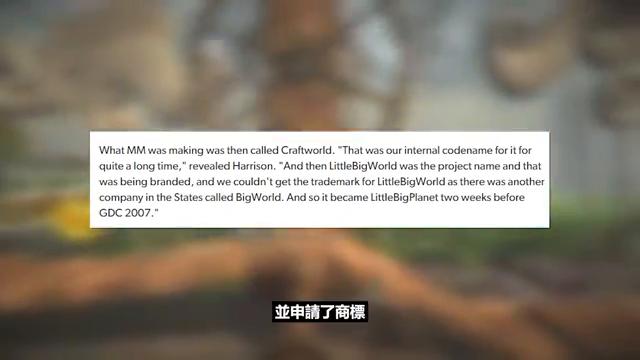 What MM was making was then called Craftworld. "That was our internal codename for it for
quite a long time," revealed Harrison. "And then LittleBigWorld was the project name and that
was being branded, and we couldn't get the trademark for LittleBigWorld as there was another
company in the States called BigWorld. And so it became LittleBigPlanet two weeks before
GDC 2007."
並申請了商標